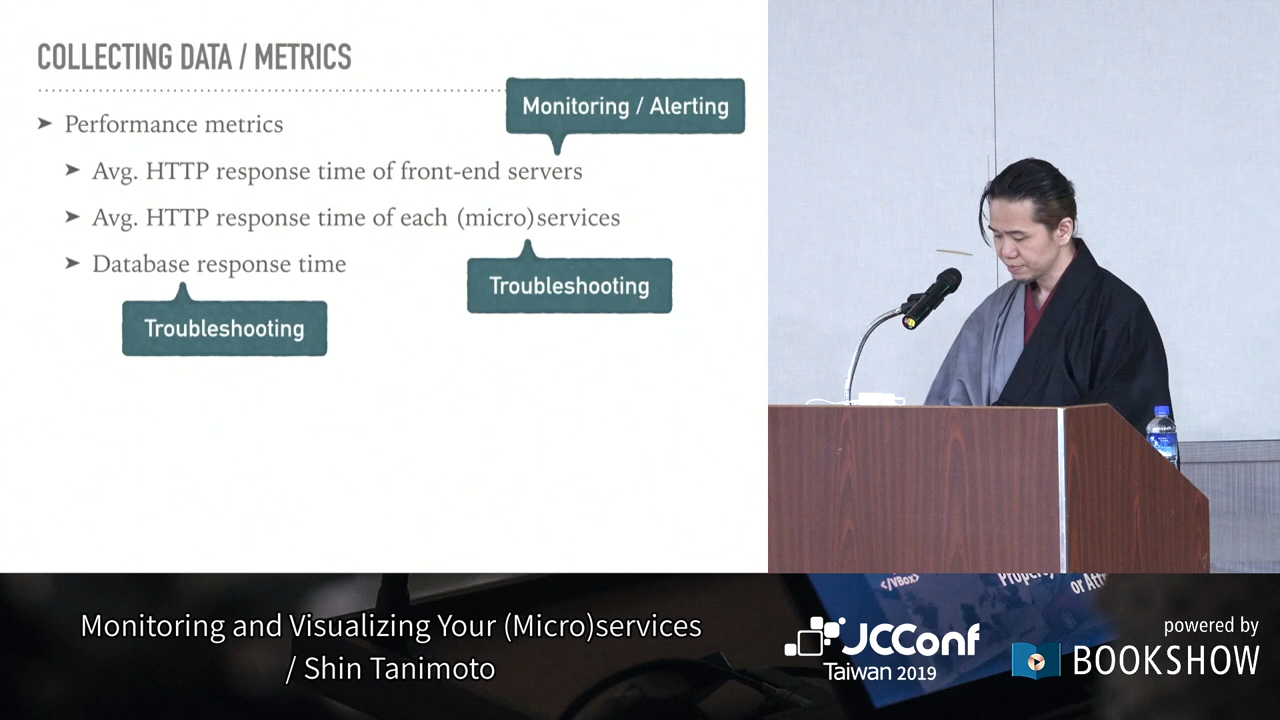 COLLECTING DATA / METRICS
Monitoring / Alerting
➤ Performance metrics
➤ Avg. HTTP response time of front-end servers
➤ Avg. HTTP response time of each (micro)services
➤ Database response time
Troubleshooting
Troubleshooting
</VBox>
Property
Monitoring and Visualizing Your (Micro)services
/ Shin Tanimoto
JCConf
Taiwan 2019
powered by
BOOKSHOW